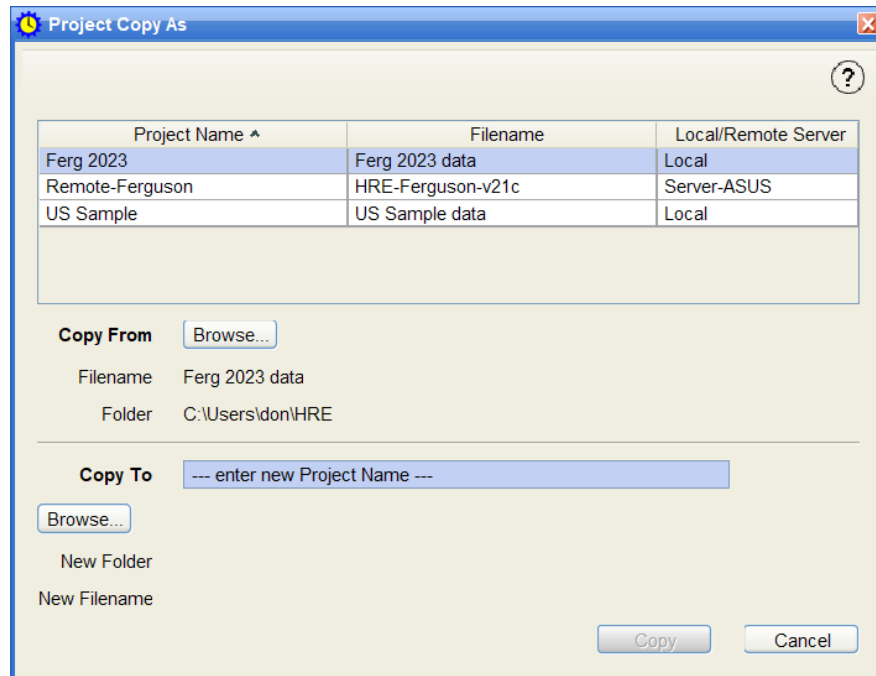 Project Copy As
?
Project Name Filename Local/Remote Server
Ferg 2023 Ferg 2023 data Local
Remote-Ferguson HRE-Ferguson-v21c Server-ASUS
US Sample US Sample data Local
Copy From Browse...
Filename Ferg 2023 data
Folder C:\Users\don\HRE
Copy To --- enter new Project Name ---
Browse...
New Folder
New Filename
Copy Cancel